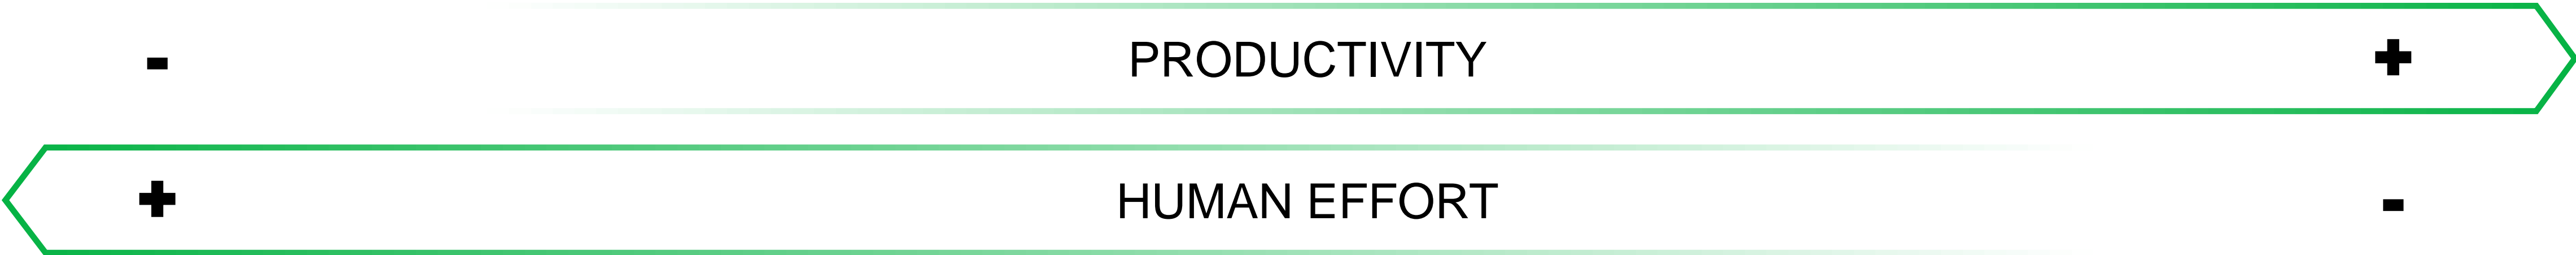 - PRODUCTIVITY +
+ HUMAN EFFORT -